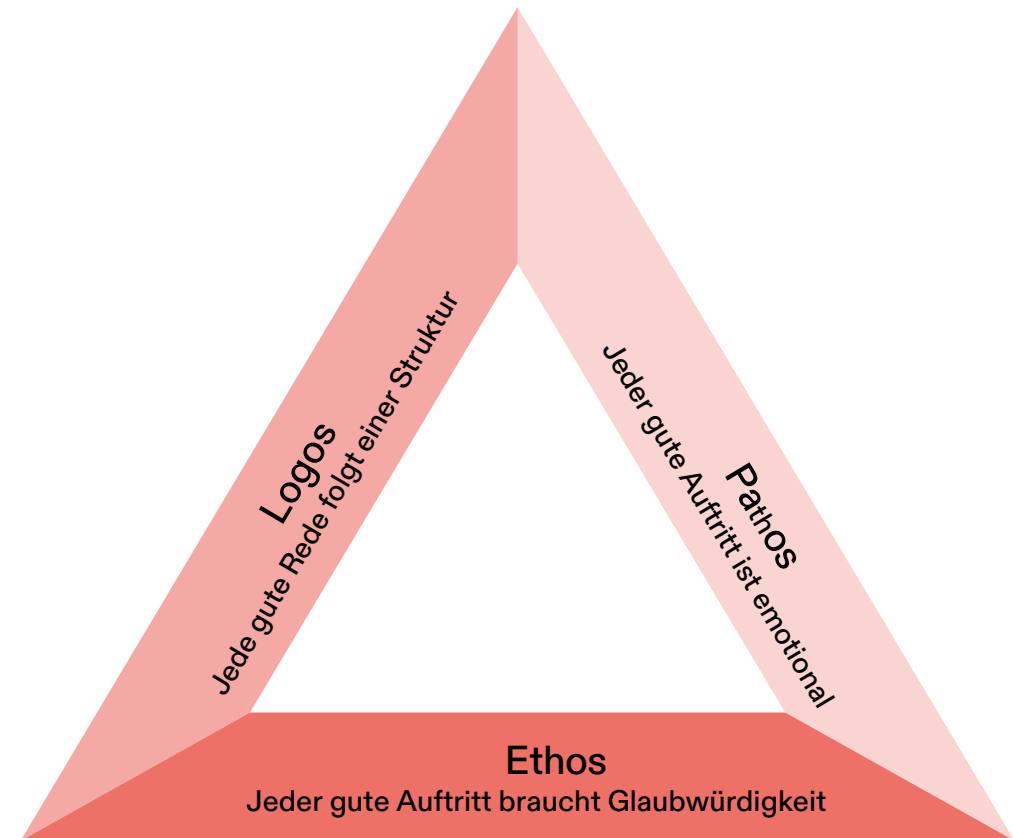 Logos
Jede gute Rede folgt einer Struktur
Pathos
Jeder gute Auftritt ist emotional
Ethos
Jeder gute Auftritt braucht Glaubwürdigkeit